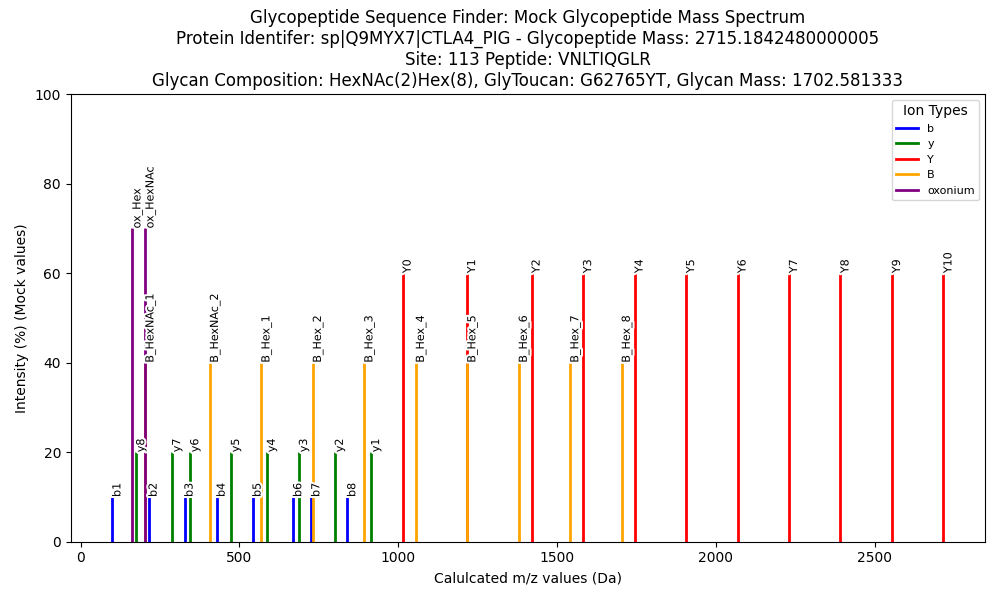 Glycopeptide Sequence Finder: Mock Glycopeptide Mass Spectrum
Protein Identifer: sp|Q9MYX7|CTLA4_PIG - Glycopeptide Mass: 2715.1842480000005
Site: 113 Peptide: VNLTIQGLR
Glycan Composition: HexNAc(2)Hex(8), GlyToucan: G62765YT, Glycan Mass: 1702.581333
Intensity (%) (Mock values)
100
80
60
40
20
0
Ion Types
b
y
Y
B
oxonium
ox_Hex
ox_HexNAc
Y0
Y1
Y2
Y3
Y4
Y5
Y6
Y7
Y8
Y9
Y10
B_HexNAc_1
B_HexNAc_2
B_Hex_1
B_Hex_2
B_Hex_3
B_Hex_4
B_Hex_5
B_Hex_6
B_Hex_7
B_Hex_8
y8
y7
y6
y5
y4
y3
y2
y1
b1
b2
b3
b4
b5
b6
b7
b8
0
500
1000
1500
2000
2500
Calulcated m/z values (Da)